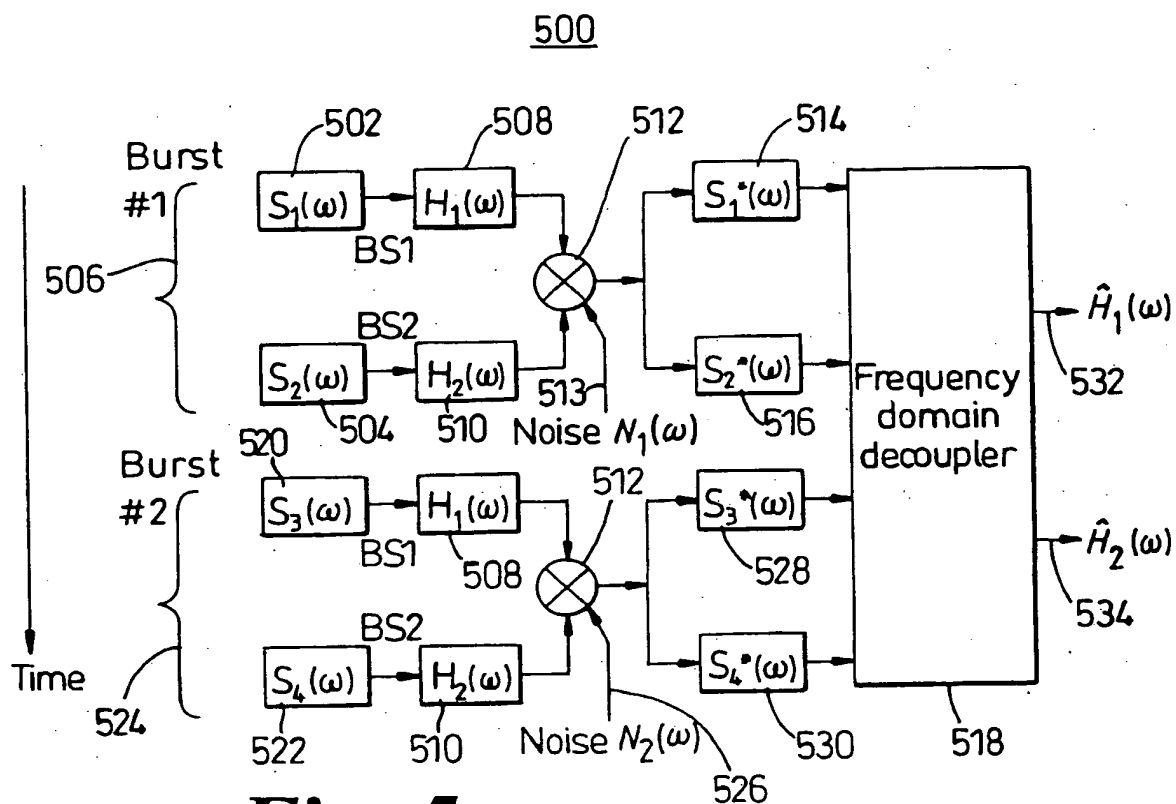 500
502
508
512
514
Burst
#1
S₁(ω)
H₁(ω)
S₁*(ω)
BS1
506
BS2
S₂(ω)
H₂(ω)
S₂*(ω)
504
510
513
516
Noise N₁(ω)
Frequency
domain
decoupler
Ĥ₁(ω)
532
520
Burst
#2
S₃(ω)
H₁(ω)
512
S₃*(ω)
BS1
508
528
Ĥ₂(ω)
534
BS2
Time
S₄(ω)
H₂(ω)
S₄*(ω)
524
522
510
Noise N₂(ω)
526
530
518